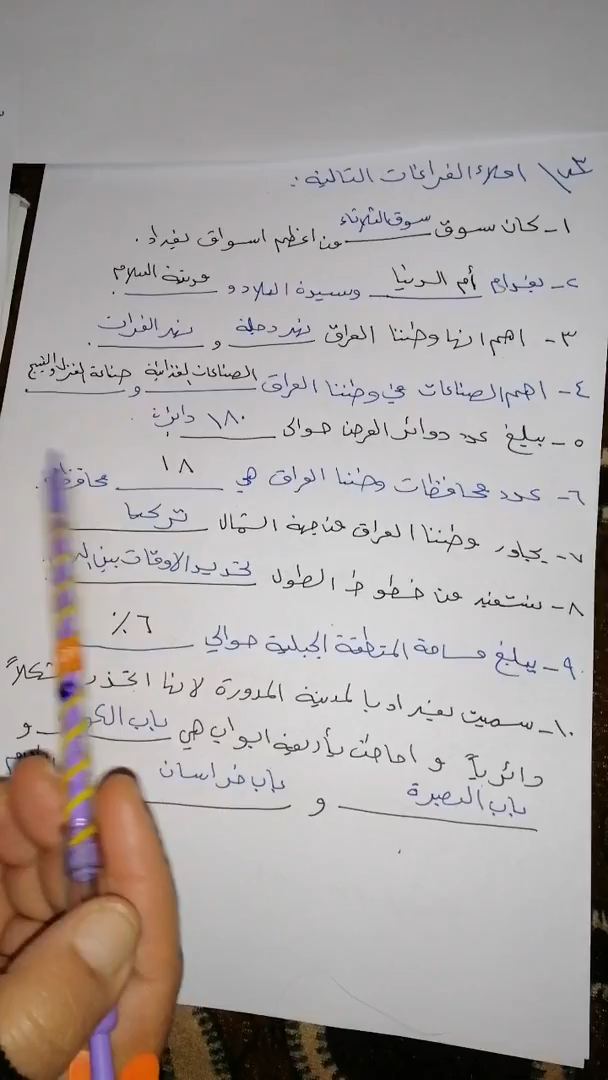 س٣\ املاء الفراغات التالية :
١- كان سوق سوق الثلاثاء من اعظم اسواق بغداد .
٢- بغداد أم الدنيا وسيدة البلاد و مدينة السلام .
٣- اهم انهار وطننا العراق نهر دجلة و نهر الفرات .
٤- اهم الصناعات في وطننا العراق الصناعات الغذائية و صناعة الغزل والنسيج
٥- يبلغ عدد دوائر العرض حوالي ١٨٠ دائرة .
٦- عدد محافظات وطننا العراق هي ١٨ محافظة .
٧- يجاور وطننا العراق من جهة الشمال تركيا
٨- نستفيد من خطوط الطول لتحديد الاوقات بين
٩- يبلغ مساحة المنطقة الجبلية حوالي ٦٪
١٠- سميت بغداد بالمدينة المدورة لانها اتخذت شكلاً
دائرياً و احاطت بأربعة ابواب هي باب الكوفة و
باب البصرة و باب خراسان